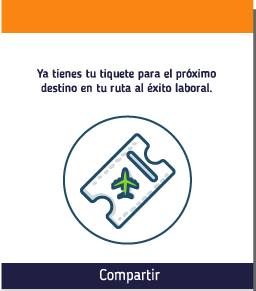 Ya tienes tu tiquete para el próximo
destino en tu ruta al éxito laboral.
Compartir